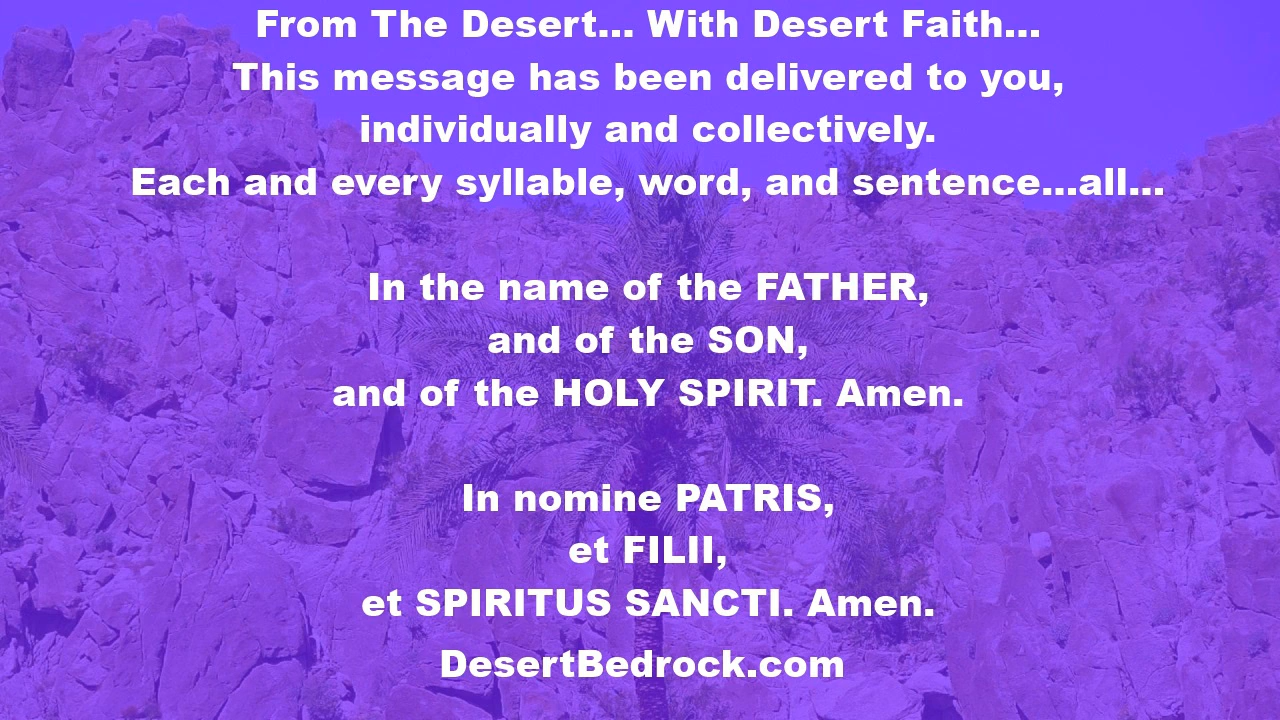 From The Desert... With Desert Faith...
This message has been delivered to you,
individually and collectively.
Each and every syllable, word, and sentence...all...
In the name of the FATHER,
and of the SON,
and of the HOLY SPIRIT. Amen.
In nomine PATRIS,
et FILII,
et SPIRITUS SANCTI. Amen.
DesertBedrock.com